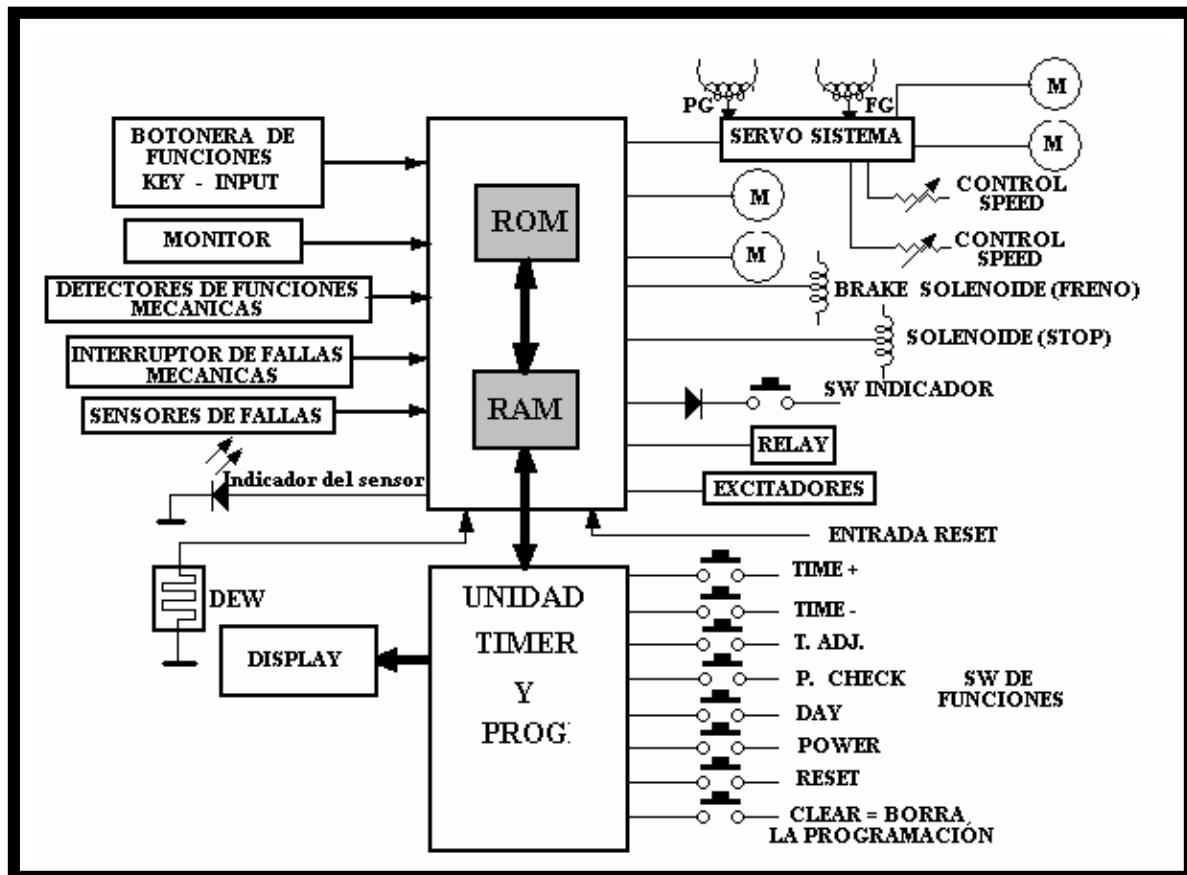 PG
FG
M
BOTONERA DE
FUNCIONES
KEY - INPUT
SERVO SISTEMA
M
ROM
M
CONTROL
SPEED
MONITOR
M
CONTROL
SPEED
DETECTORES DE FUNCIONES
MECANICAS
BRAKE SOLENOIDE (FRENO)
INTERRUPTOR DE FALLAS
MECANICAS
SOLENOIDE (STOP)
RAM
SW INDICADOR
SENSORES DE FALLAS
RELAY
Indicador del sensor
EXCITADORES
ENTRADA RESET
DEW
UNIDAD
TIMER
Y
PROG.
DISPLAY
TIME +
TIME -
T. ADJ.
P. CHECK
SW DE
FUNCIONES
DAY
POWER
RESET
CLEAR = BORRA
LA PROGRAMACIÓN